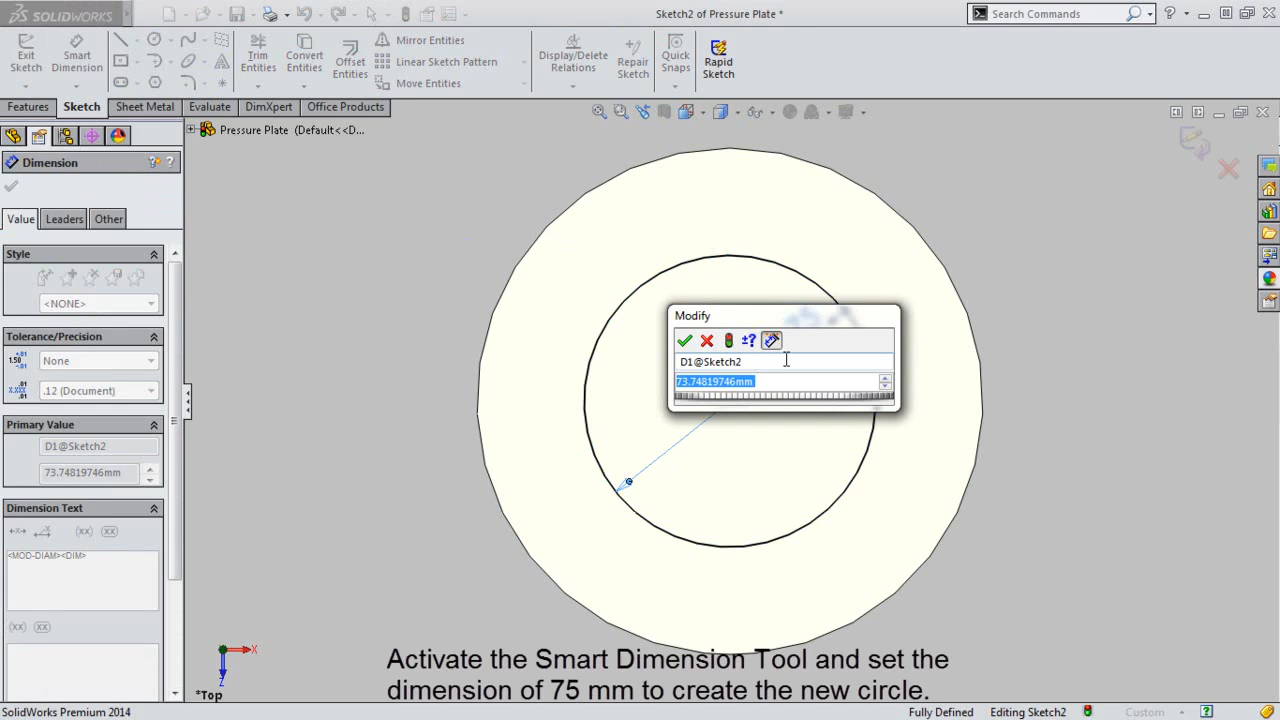 SOLIDWORKS
Sketch2 of Pressure Plate *
Search Commands
Exit Sketch
Smart Dimension
Trim Entities
Convert Entities
Offset Entities
Mirror Entities
Linear Sketch Pattern
Move Entities
Display/Delete Relations
Repair Sketch
Quick Snaps
Rapid Sketch
Features
Sketch
Sheet Metal
Evaluate
DimXpert
Office Products
Pressure Plate (Default<<D...
Dimension
Value
Leaders
Other
Style
<NONE>
Tolerance/Precision
None
.12 (Document)
Primary Value
D1@Sketch2
73.74819746mm
Dimension Text
<MOD-DIAM><DIM>
Modify
D1@Sketch2
73.74819746mm
X
Z
*Top
Activate the Smart Dimension Tool and set the
dimension of 75 mm to create the new circle.
SolidWorks Premium 2014
Fully Defined
Editing Sketch2
Custom